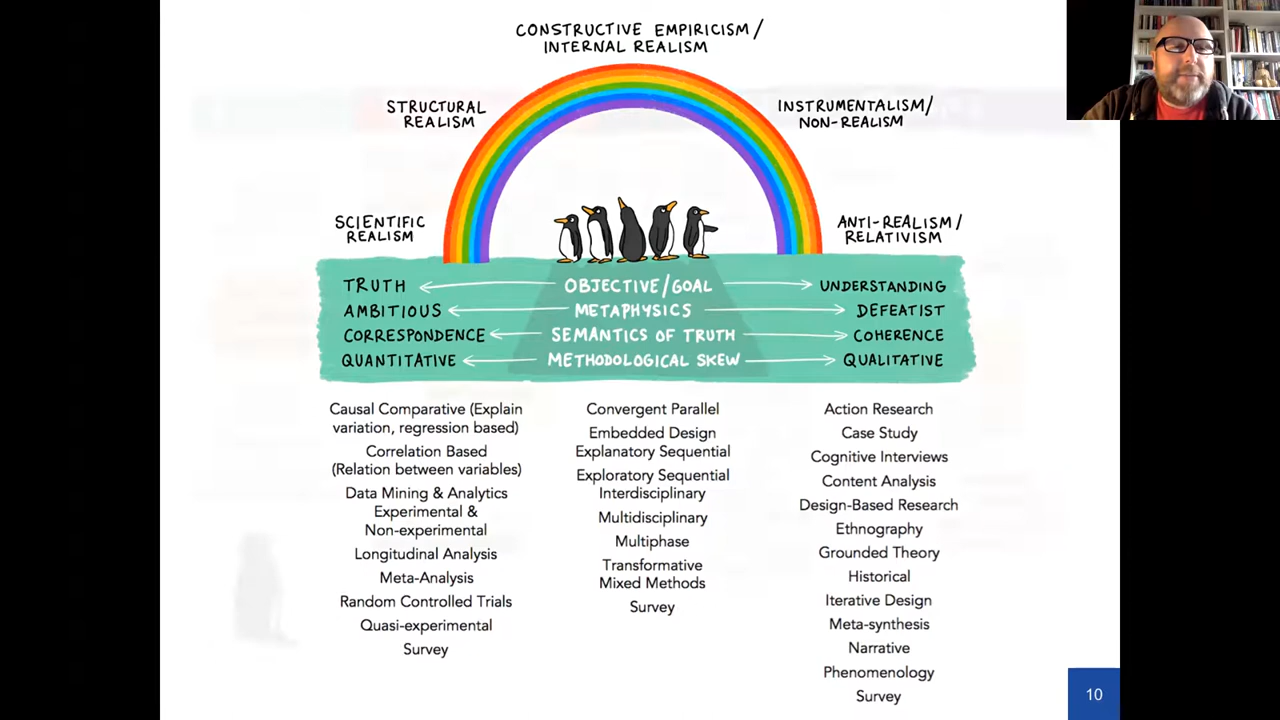 CONSTRUCTIVE EMPIRICISM/
INTERNAL REALISM
STRUCTURAL
REALISM
INSTRUMENTALISM/
NON-REALISM
SCIENTIFIC
REALISM
ANTI-REALISM/
RELATIVISM
TRUTH OBJECTIVE/GOAL UNDERSTANDING
AMBITIOUS METAPHYSICS DEFEATIST
CORRESPONDENCE SEMANTICS OF TRUTH COHERENCE
QUANTITATIVE METHODOLOGICAL SKEW QUALITATIVE
Causal Comparative (Explain
variation, regression based)
Correlation Based
(Relation between variables)
Data Mining & Analytics
Experimental &
Non-experimental
Longitudinal Analysis
Meta-Analysis
Random Controlled Trials
Quasi-experimental
Survey
Convergent Parallel
Embedded Design
Explanatory Sequential
Exploratory Sequential
Interdisciplinary
Multidisciplinary
Multiphase
Transformative
Mixed Methods
Survey
Action Research
Case Study
Cognitive Interviews
Content Analysis
Design-Based Research
Ethnography
Grounded Theory
Historical
Iterative Design
Meta-synthesis
Narrative
Phenomenology
Survey
10